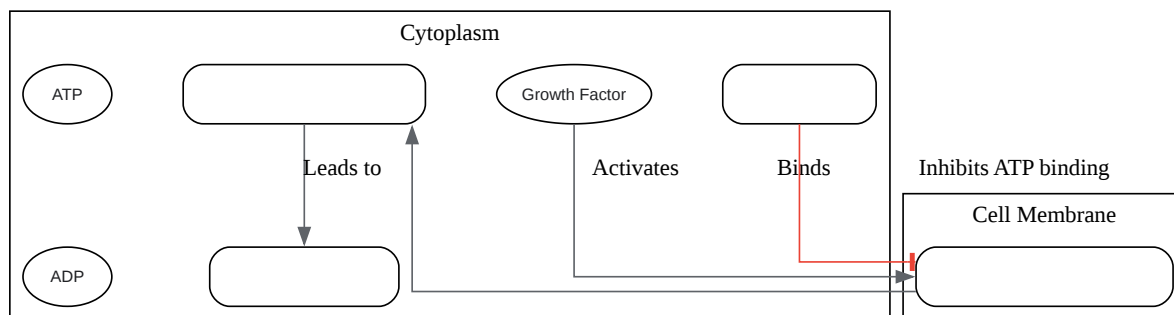 Cytoplasm
ATP
Growth Factor
Leads to
Activates
Binds
Inhibits ATP binding
Cell Membrane
ADP